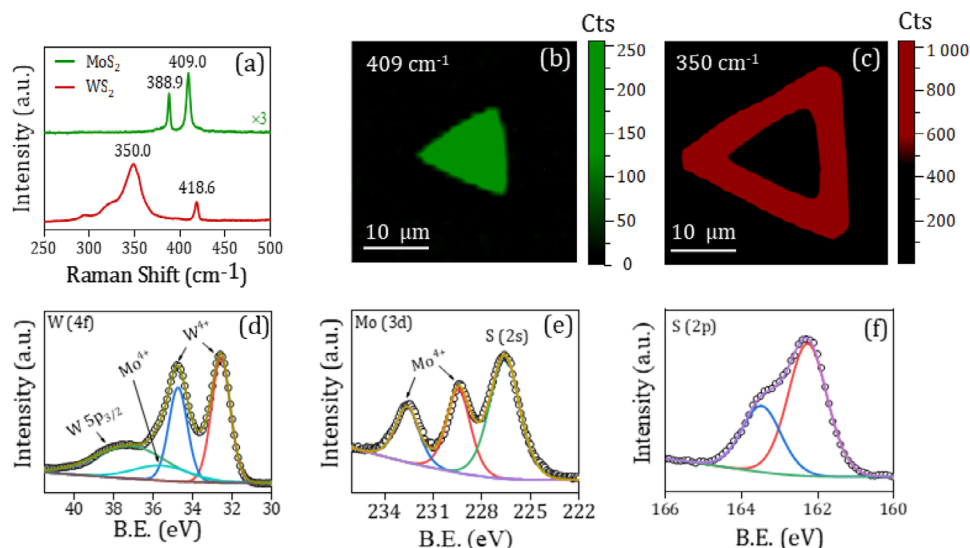 Intensity (a.u.)
MoS2
WS2
(a)
409.0
388.9
×3
350.0
418.6
250 300 350 400 450 500
Raman Shift (cm-1)
409 cm-1
(b)
10 μm
Cts
250
200
150
100
50
0
350 cm-1
(c)
10 μm
Cts
1 000
800
600
400
200
Intensity (a.u.)
W (4f)
(d)
W4+
Mo4+
W 5p3/2
40 38 36 34 32 30
B.E. (eV)
Intensity (a.u.)
Mo (3d)
(e)
S (2s)
Mo4+
234 231 228 225 222
B.E. (eV)
Intensity (a.u.)
S (2p)
(f)
166 164 162 160
B.E. (eV)